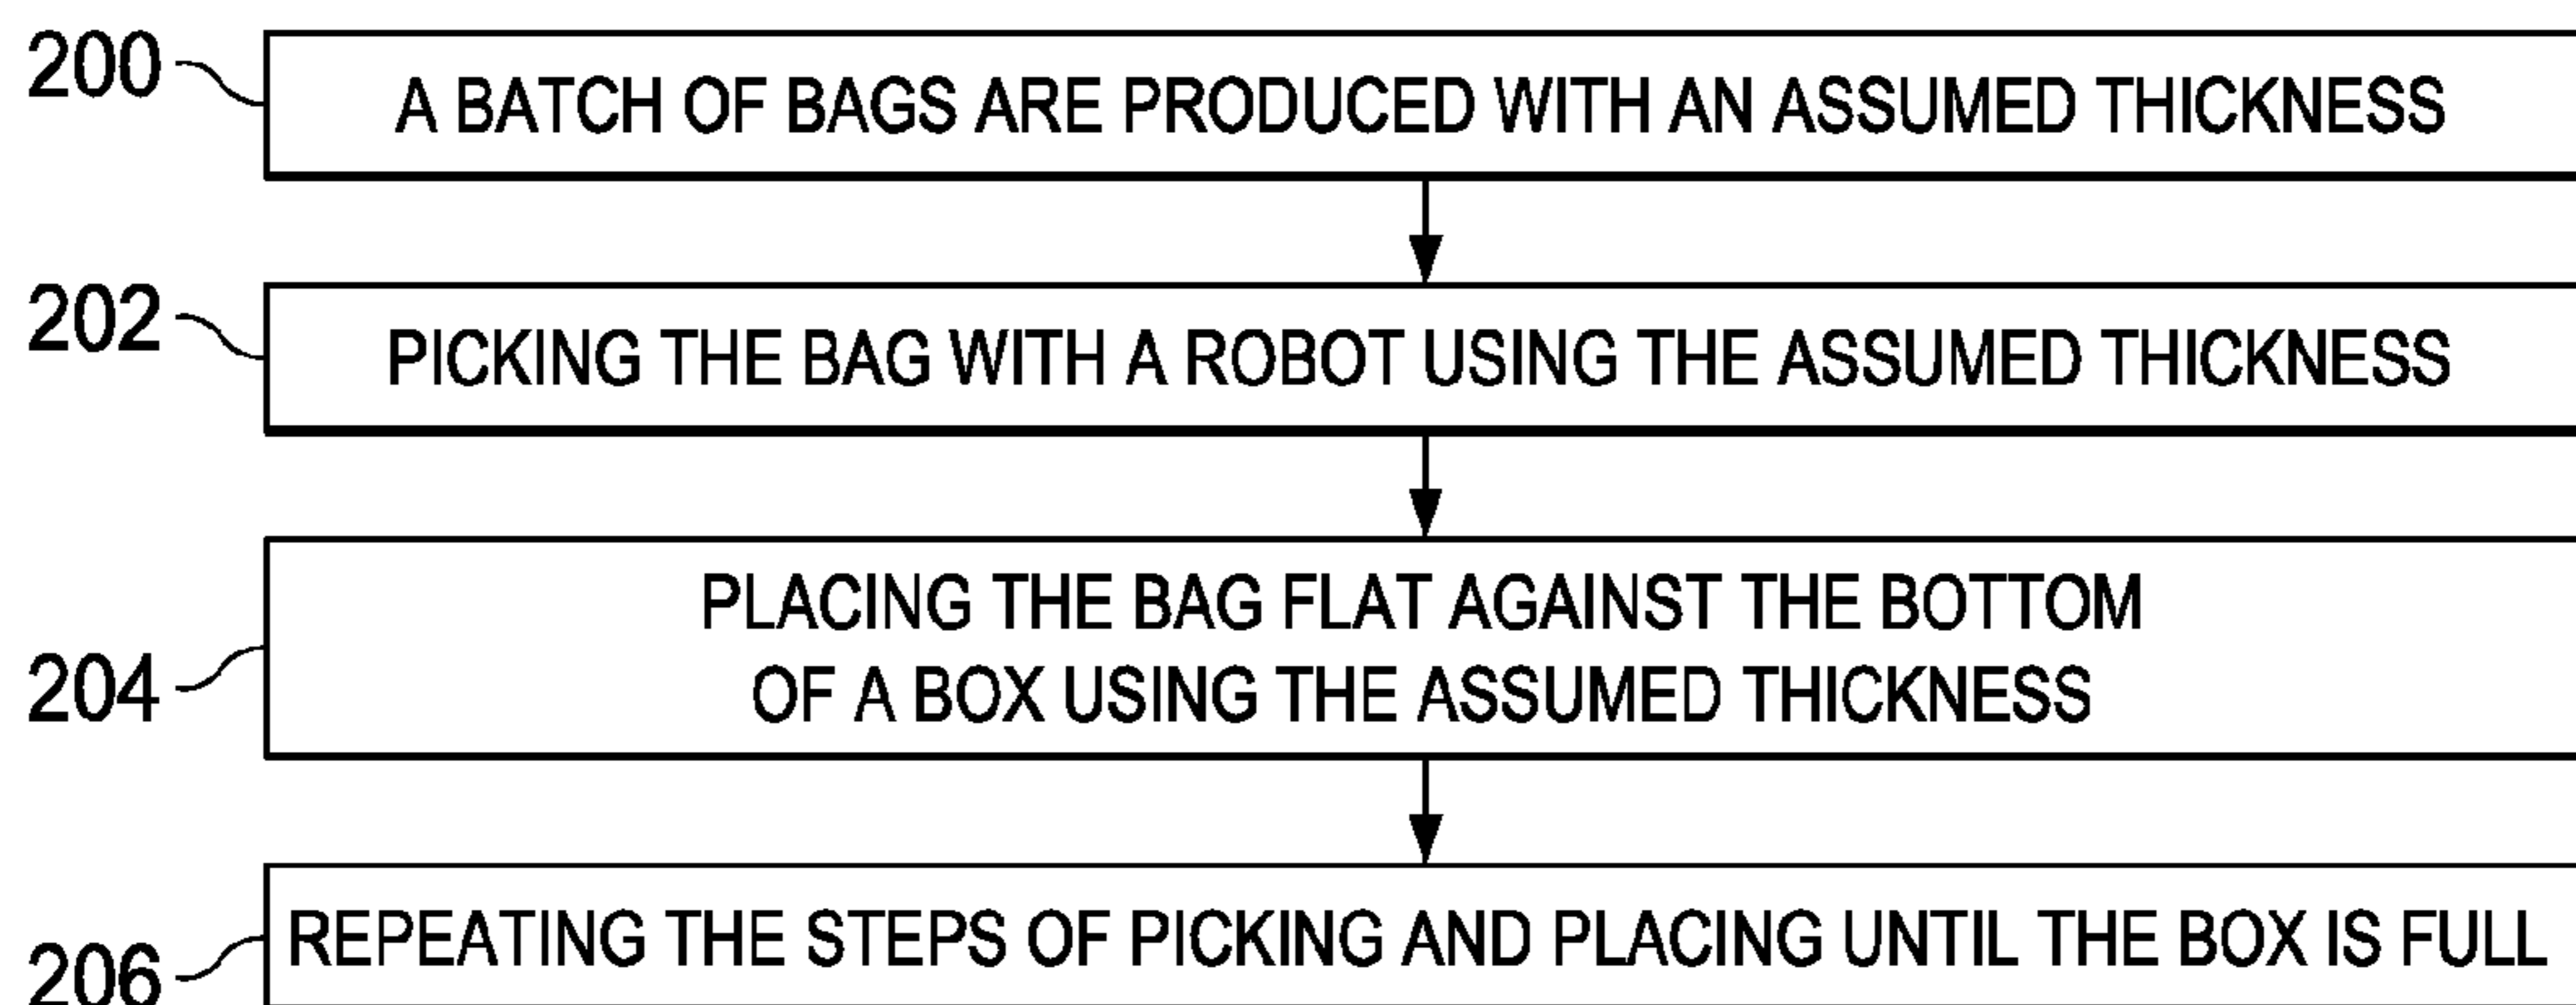 200 A BATCH OF BAGS ARE PRODUCED WITH AN ASSUMED THICKNESS
202 PICKING THE BAG WITH A ROBOT USING THE ASSUMED THICKNESS
PLACING THE BAG FLAT AGAINST THE BOTTOM
204 OF A BOX USING THE ASSUMED THICKNESS
206 REPEATING THE STEPS OF PICKING AND PLACING UNTIL THE BOX IS FULL